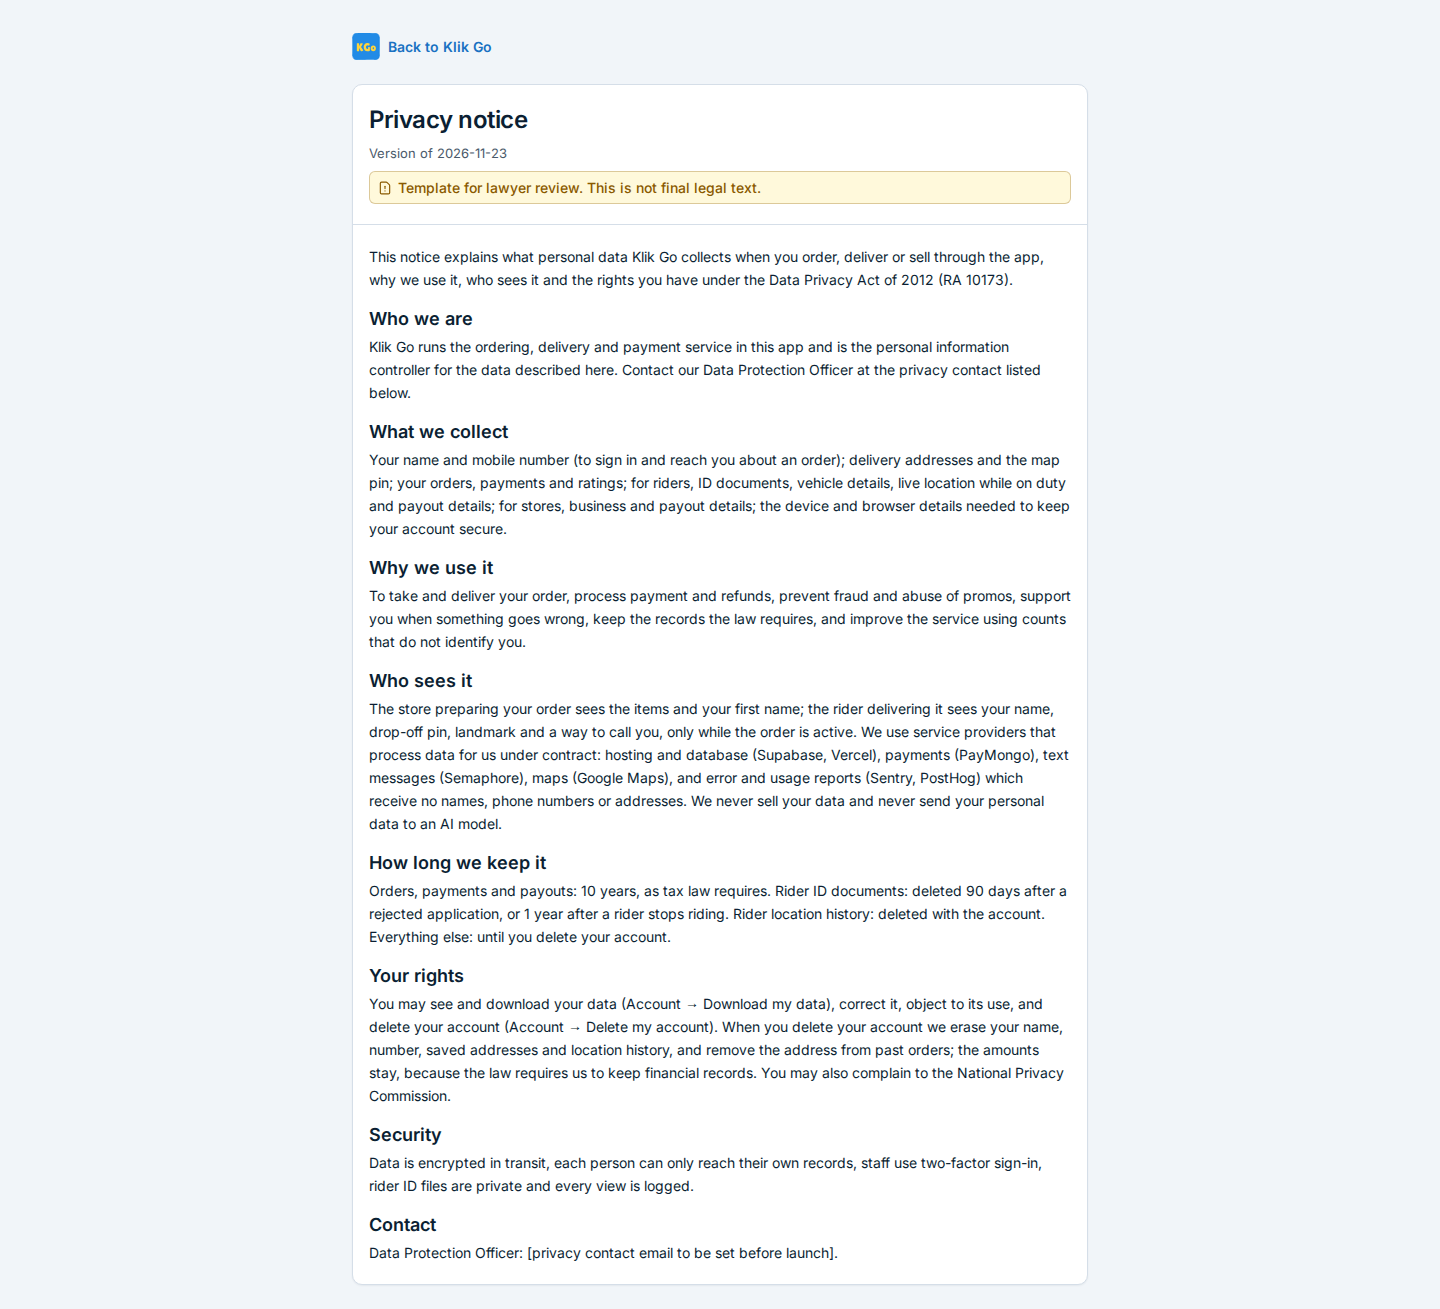 KGo Back to Klik Go
Privacy notice
Version of 2026-11-23
Template for lawyer review. This is not final legal text.
This notice explains what personal data Klik Go collects when you order, deliver or sell through the app,
why we use it, who sees it and the rights you have under the Data Privacy Act of 2012 (RA 10173).
Who we are
Klik Go runs the ordering, delivery and payment service in this app and is the personal information
controller for the data described here. Contact our Data Protection Officer at the privacy contact listed
below.
What we collect
Your name and mobile number (to sign in and reach you about an order); delivery addresses and the map
pin; your orders, payments and ratings; for riders, ID documents, vehicle details, live location while on duty
and payout details; for stores, business and payout details; the device and browser details needed to keep
your account secure.
Why we use it
To take and deliver your order, process payment and refunds, prevent fraud and abuse of promos, support
you when something goes wrong, keep the records the law requires, and improve the service using counts
that do not identify you.
Who sees it
The store preparing your order sees the items and your first name; the rider delivering it sees your name,
drop-off pin, landmark and a way to call you, only while the order is active. We use service providers that
process data for us under contract: hosting and database (Supabase, Vercel), payments (PayMongo), text
messages (Semaphore), maps (Google Maps), and error and usage reports (Sentry, PostHog) which
receive no names, phone numbers or addresses. We never sell your data and never send your personal
data to an AI model.
How long we keep it
Orders, payments and payouts: 10 years, as tax law requires. Rider ID documents: deleted 90 days after a
rejected application, or 1 year after a rider stops riding. Rider location history: deleted with the account.
Everything else: until you delete your account.
Your rights
You may see and download your data (Account → Download my data), correct it, object to its use, and
delete your account (Account → Delete my account). When you delete your account we erase your name,
number, saved addresses and location history, and remove the address from past orders; the amounts
stay, because the law requires us to keep financial records. You may also complain to the National Privacy
Commission.
Security
Data is encrypted in transit, each person can only reach their own records, staff use two-factor sign-in,
rider ID files are private and every view is logged.
Contact
Data Protection Officer: [privacy contact email to be set before launch].